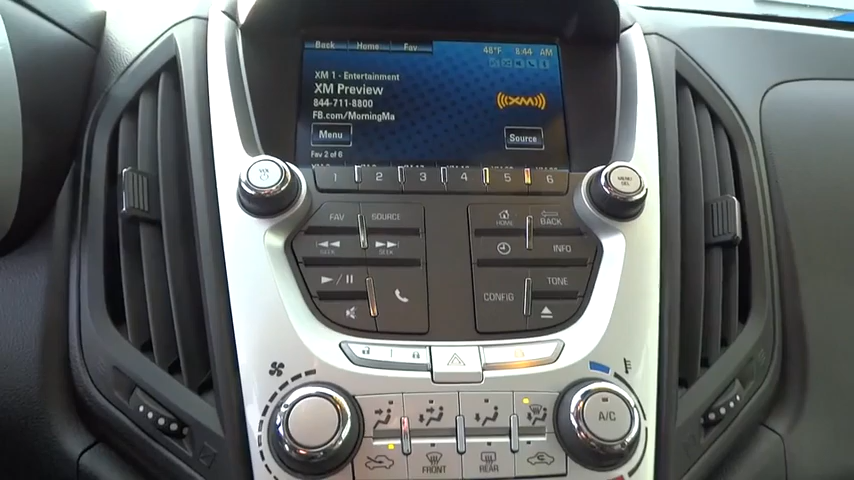 Back Home Fav 48°F 8:44 AM
XM 1 - Entertainment
XM Preview
844-711-8800
FB.com/MorningMa
XM
Menu
Source
Fav 2 of 6
1 2 3 4 5 6
MENU
SEL
FAV SOURCE
HOME BACK
SEEK SEEK
INFO
TONE
CONFIG
A/C
FRONT REAR